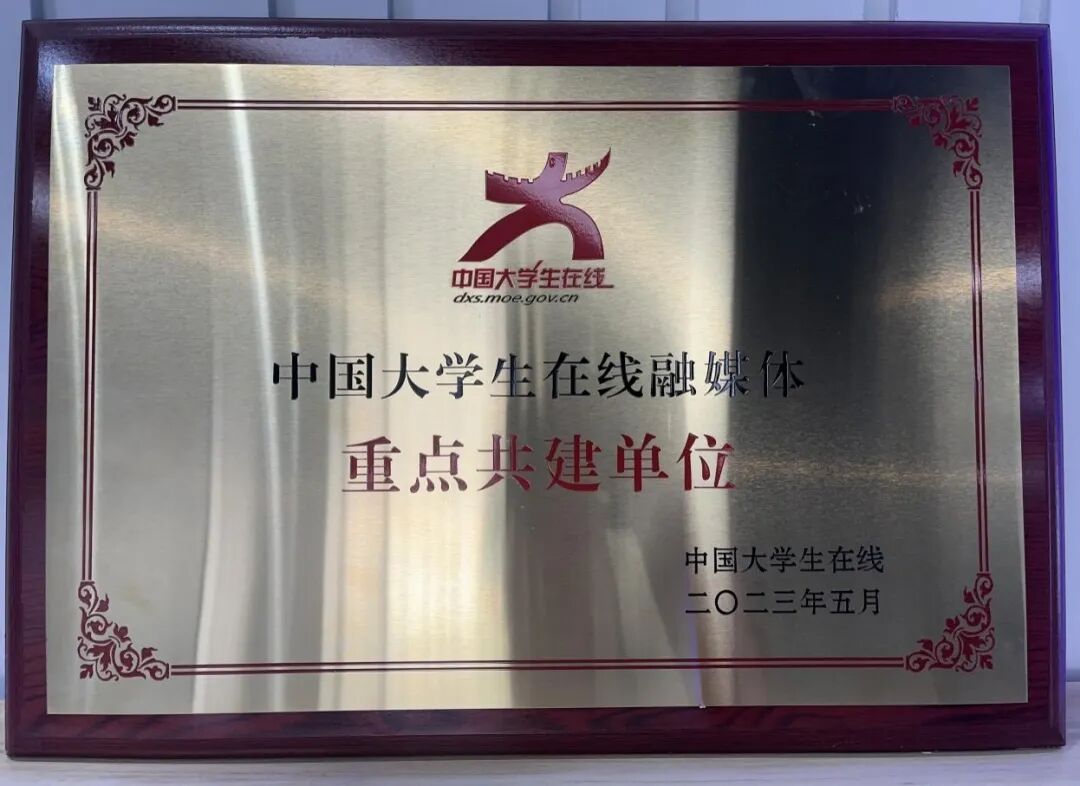 中国大学生在线
dxs.moe.gov.cn
中国大学生在线融媒体
重点共建单位
中国大学生在线
二〇二三年五月